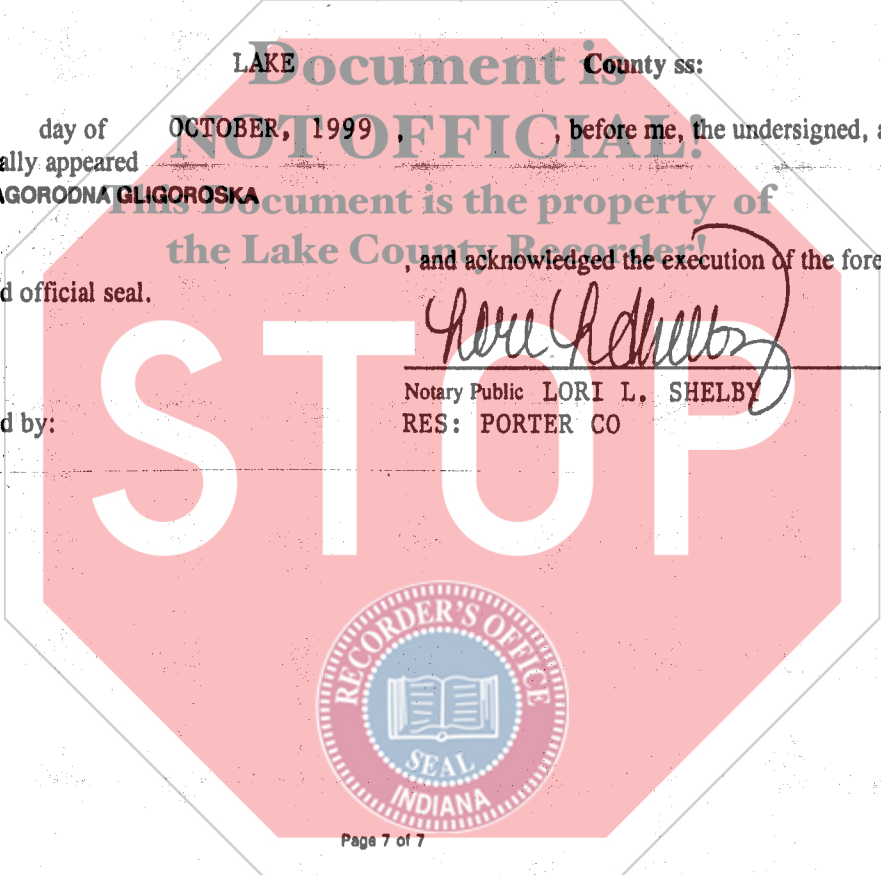 Document is
LAKE County ss:
NOT OFFICIAL!
day of OCTOBER, 1999 , , before me, the undersigned, a
ally appeared
AGORODNA GLIGOROSKA
This Document is the property of
the Lake County Recorder!
, and acknowledged the execution of the fore
d official seal.
Notary Public LORI L. SHELBY
d by: RES: PORTER CO
STOP
RECORDER'S OFFICE
SEAL
INDIANA
Page 7 of 7